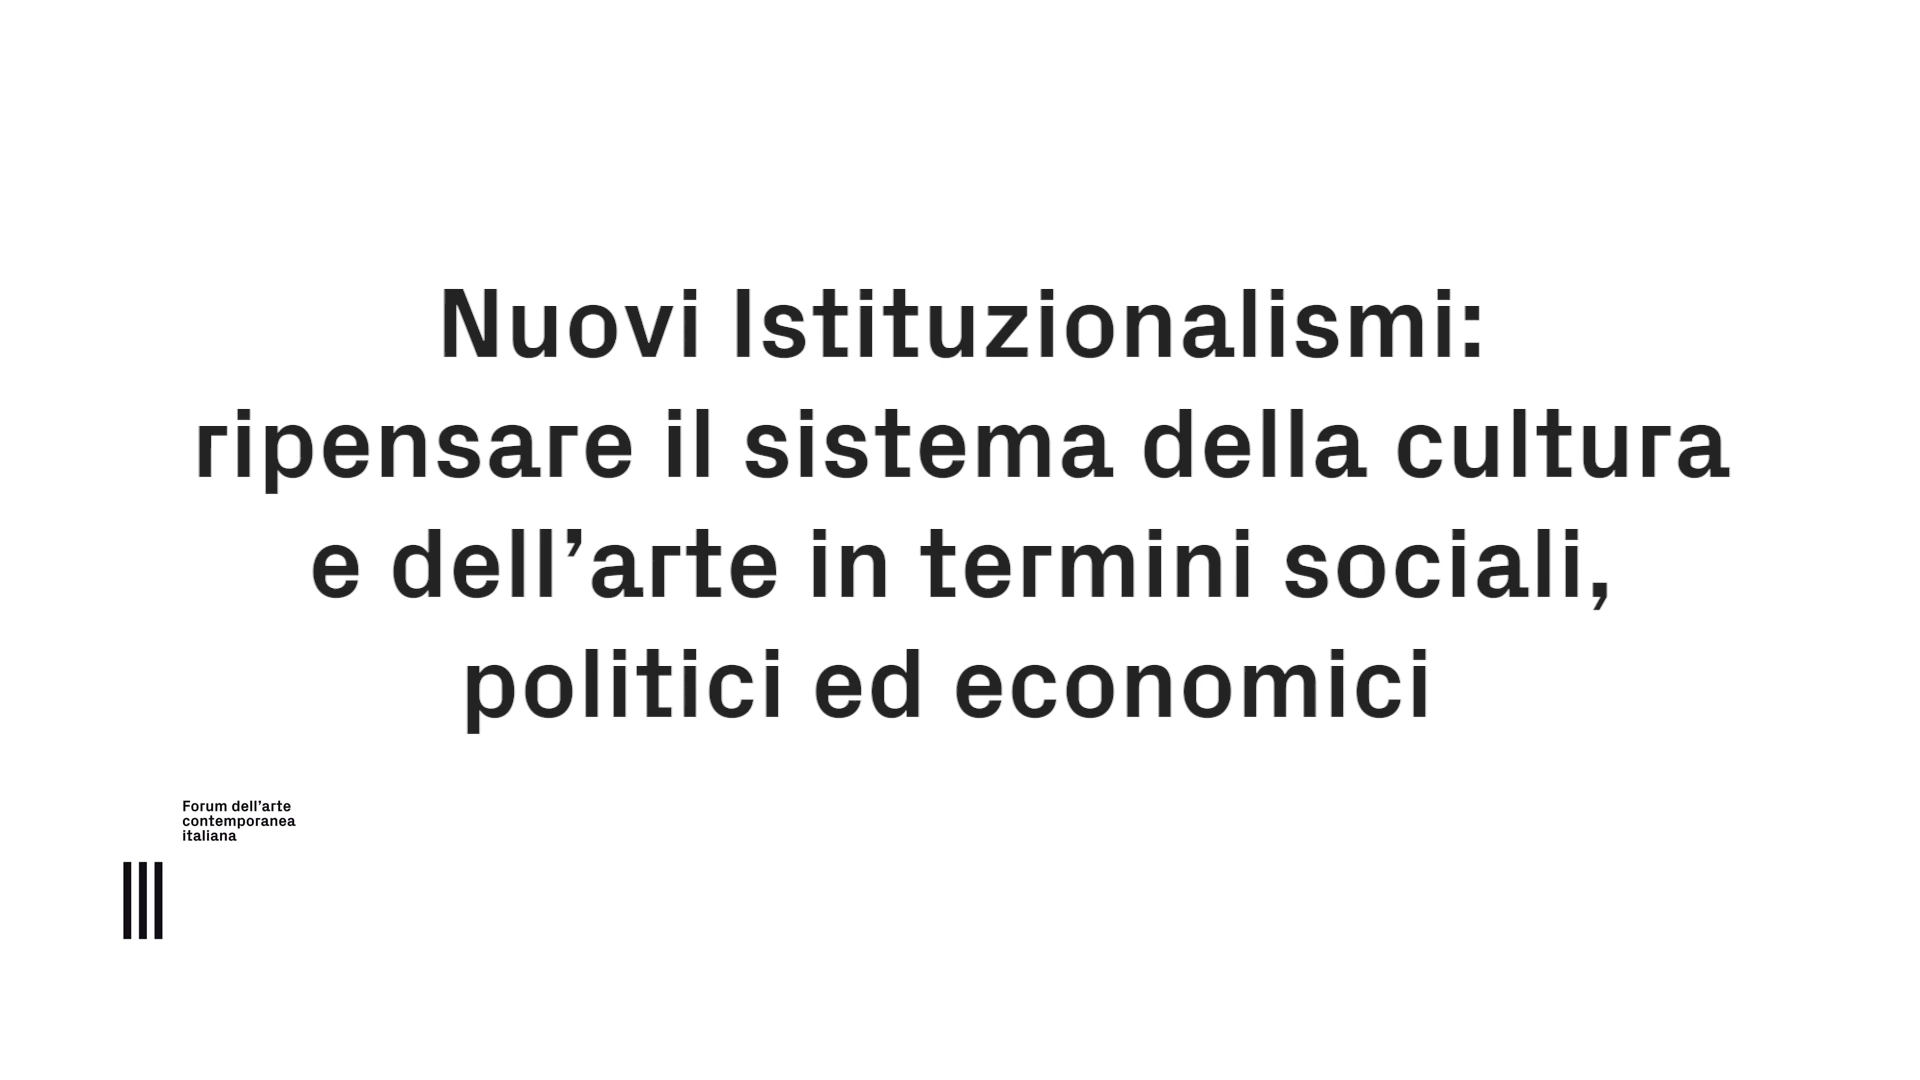 Nuovi Istituzionalismi:
ripensare il sistema della cultura
e dell’arte in termini sociali,
politici ed economici
Forum dell’arte
contemporanea
italiana